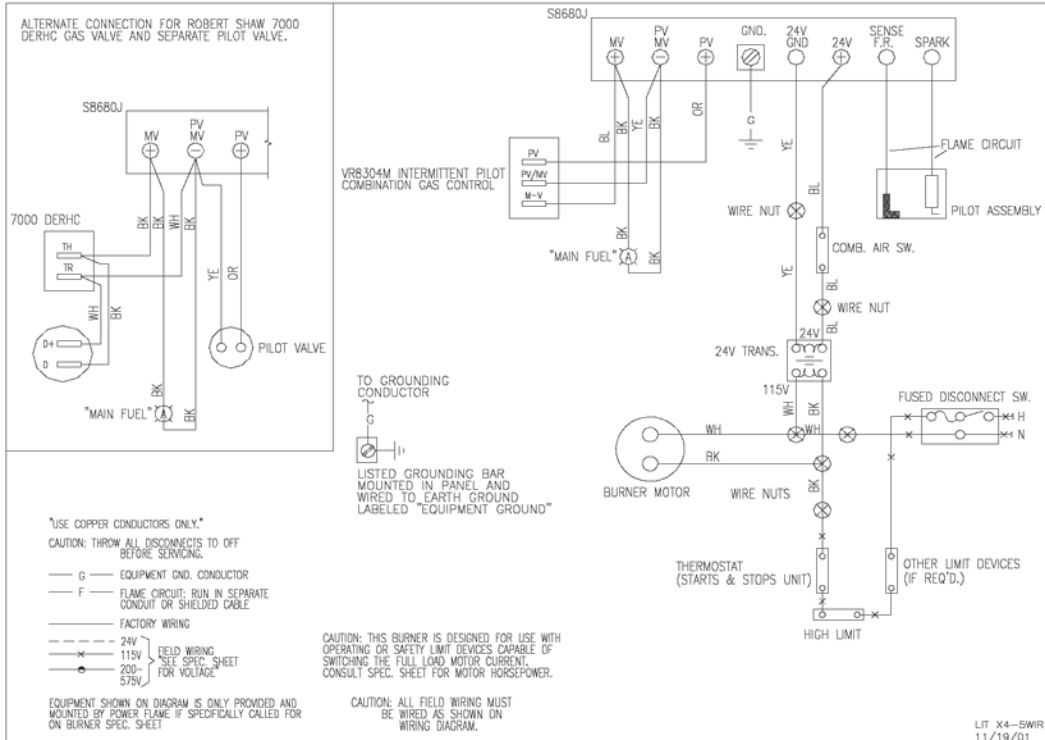 ALTERNATE CONNECTION FOR ROBERT SHAW 7000
DERHC GAS VALVE AND SEPARATE PILOT VALVE.
S8680J
MV
PV
MV
PV
7000 DERHC
TH
TR
BK
BK
WH
BK
YE
OR
WH
BK
D+
D
PILOT VALVE
BK
"MAIN FUEL"
A
BK
S8680J
MV
PV
MV
PV
GND.
24V
GND
24V
SENSE
F.R.
SPARK
BL
BK
YE
BK
OR
G
YE
BL
FLAME CIRCUIT
VR8304M INTERMITTENT PILOT
COMBINATION GAS CONTROL
PV
PV/MV
M-V
PILOT ASSEMBLY
WIRE NUT
BK
"MAIN FUEL"
A
BK
COMB. AIR SW.
YE
BL
WIRE NUT
BL
24V
24V TRANS.
115V
WH
BK
FUSED DISCONNECT SW.
H
N
WH
WH
BK
BURNER MOTOR
WIRE NUTS
BK
TO GROUNDING
CONDUCTOR
G
LISTED GROUNDING BAR
MOUNTED IN PANEL AND
WIRED TO EARTH GROUND
LABELED "EQUIPMENT GROUND"
THERMOSTAT
(STARTS & STOPS UNIT)
OTHER LIMIT DEVICES
(IF REQ'D.)
HIGH LIMIT
"USE COPPER CONDUCTORS ONLY."
CAUTION: THROW ALL DISCONNECTS TO OFF
BEFORE SERVICING.
G EQUIPMENT GND. CONDUCTOR
F FLAME CIRCUIT: RUN IN SEPARATE
CONDUIT OR SHIELDED CABLE
FACTORY WIRING
24V
115V
200-
575V
FIELD WIRING
"SEE SPEC. SHEET
FOR VOLTAGE"
EQUIPMENT SHOWN ON DIAGRAM IS ONLY PROVIDED AND
MOUNTED BY POWER FLAME IF SPECIFICALLY CALLED FOR
ON BURNER SPEC. SHEET
CAUTION: THIS BURNER IS DESIGNED FOR USE WITH
OPERATING OR SAFETY LIMIT DEVICES CAPABLE OF
SWITCHING THE FULL LOAD MOTOR CURRENT.
CONSULT SPEC. SHEET FOR MOTOR HORSEPOWER.
CAUTION: ALL FIELD WIRING MUST
BE WIRED AS SHOWN ON
WIRING DIAGRAM.
LIT X4-5WIR
11/19/01